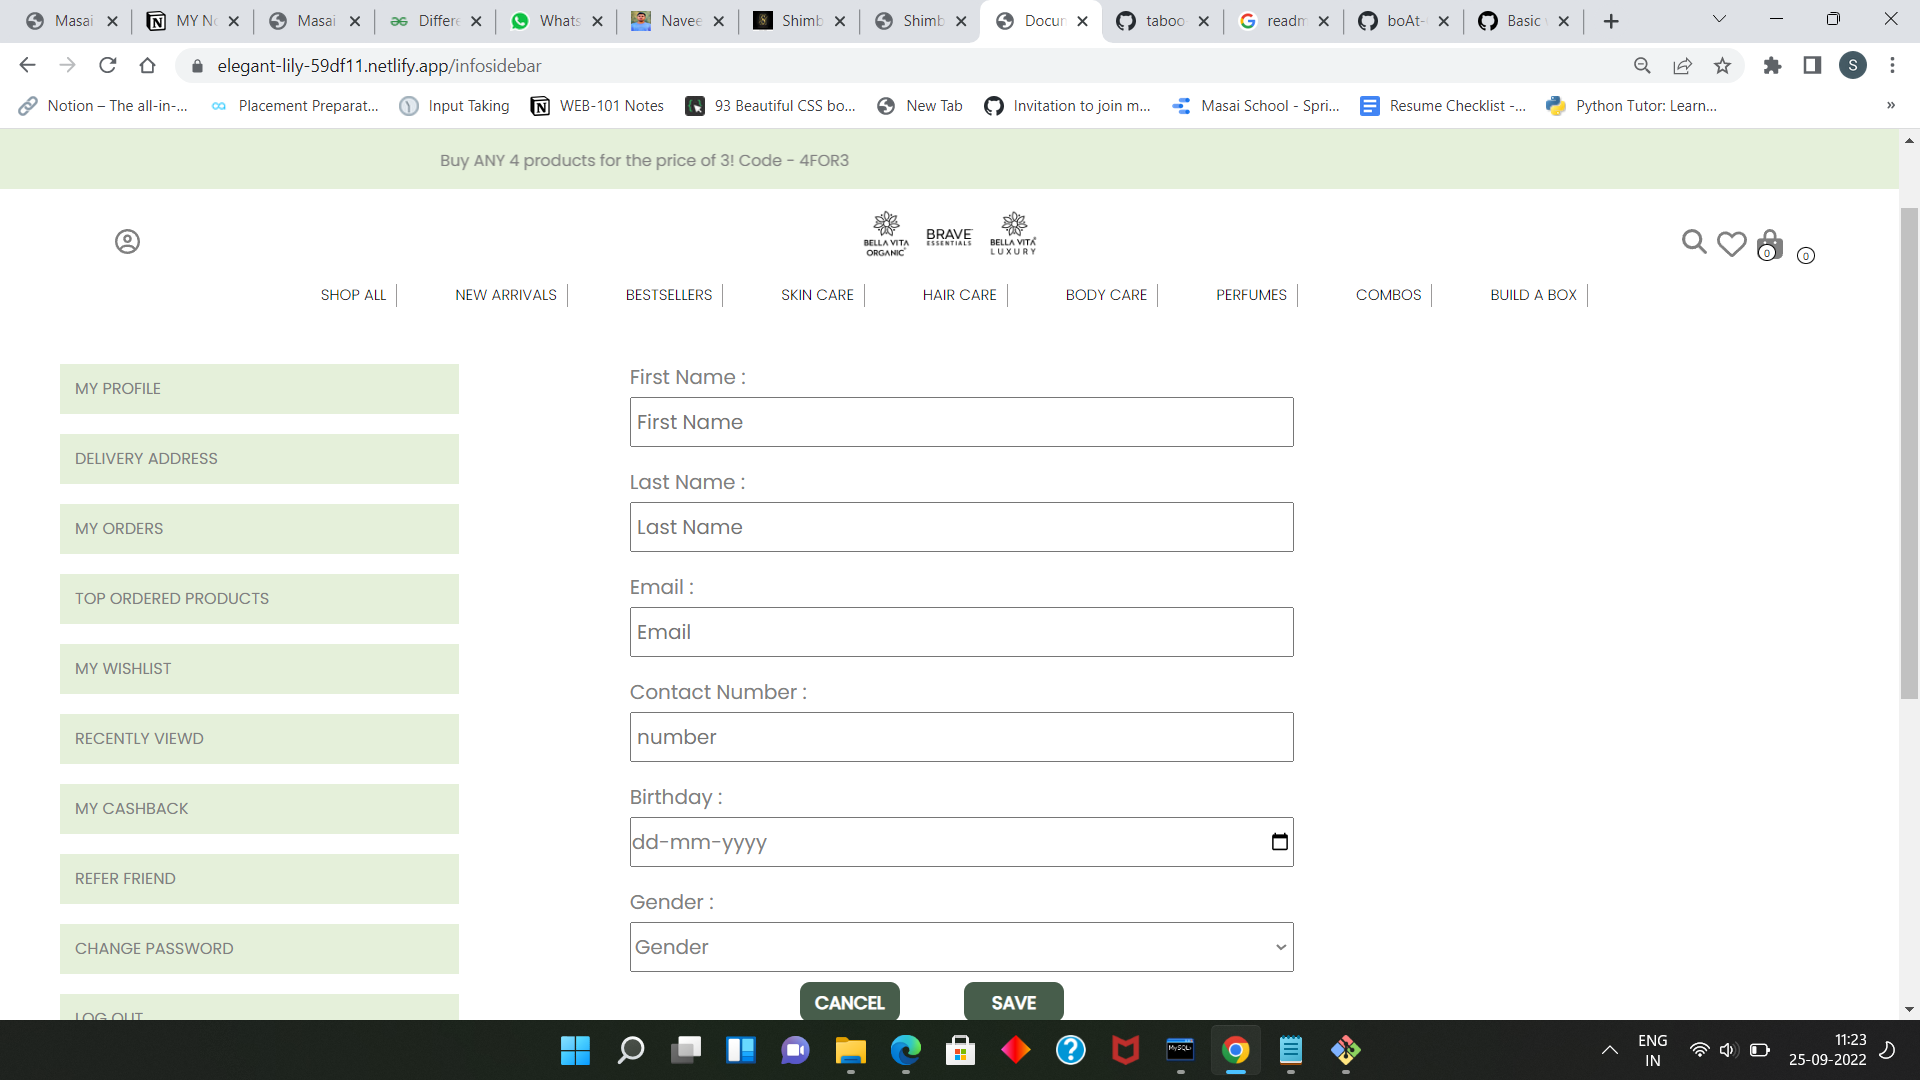 Masai
MY No
Masai
Differe
Whats
Navee
Shimb
Shimb
Docun
taboo
readm
boAt-
Basic
elegant-lily-59df11.netlify.app/infosidebar
S
Notion – The all-in-...
Placement Preparat...
Input Taking
WEB-101 Notes
93 Beautiful CSS bo...
New Tab
Invitation to join m...
Masai School - Spri...
Resume Checklist -...
Python Tutor: Learn...
»
Buy ANY 4 products for the price of 3! Code - 4FOR3
BELLA VITA
ORGANIC
BRAVE
ESSENTIALS
BELLA VITA
LUXURY
0
0
SHOP ALL
NEW ARRIVALS
BESTSELLERS
SKIN CARE
HAIR CARE
BODY CARE
PERFUMES
COMBOS
BUILD A BOX
MY PROFILE
DELIVERY ADDRESS
MY ORDERS
TOP ORDERED PRODUCTS
MY WISHLIST
RECENTLY VIEWD
MY CASHBACK
REFER FRIEND
CHANGE PASSWORD
LOG OUT
First Name :
First Name
Last Name :
Last Name
Email :
Email
Contact Number :
number
Birthday :
dd-mm-yyyy
Gender :
Gender
CANCEL
SAVE
MySQL
ENG
IN
11:23
25-09-2022